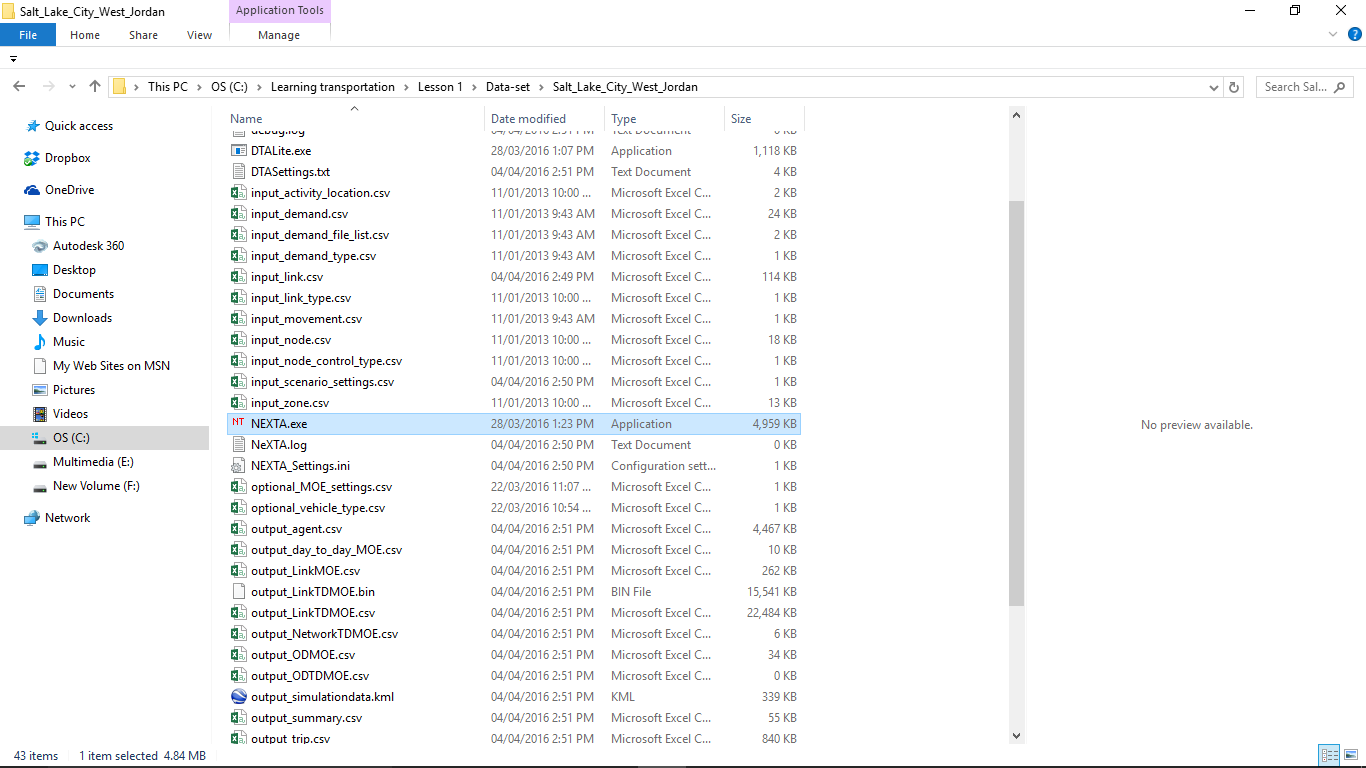 Salt_Lake_City_West_Jordan
Application Tools
File Home Share View Manage
This PC > OS (C:) > Learning transportation > Lesson 1 > Data-set > Salt_Lake_City_West_Jordan
Search Sal...
Quick access
Dropbox
OneDrive
This PC
Autodesk 360
Desktop
Documents
Downloads
Music
My Web Sites on MSN
Pictures
Videos
OS (C:)
Multimedia (E:)
New Volume (F:)
Network
Name Date modified Type Size
debug.log 04/04/2016 2:51 PM Text Document 0 KB
DTALite.exe 28/03/2016 1:07 PM Application 1,118 KB
DTASettings.txt 04/04/2016 2:51 PM Text Document 4 KB
input_activity_location.csv 11/01/2013 10:00 ... Microsoft Excel C... 2 KB
input_demand.csv 11/01/2013 9:43 AM Microsoft Excel C... 24 KB
input_demand_file_list.csv 11/01/2013 9:43 AM Microsoft Excel C... 2 KB
input_demand_type.csv 11/01/2013 9:43 AM Microsoft Excel C... 1 KB
input_link.csv 04/04/2016 2:49 PM Microsoft Excel C... 114 KB
input_link_type.csv 11/01/2013 10:00 ... Microsoft Excel C... 1 KB
input_movement.csv 11/01/2013 9:43 AM Microsoft Excel C... 1 KB
input_node.csv 11/01/2013 10:00 ... Microsoft Excel C... 18 KB
input_node_control_type.csv 11/01/2013 10:00 ... Microsoft Excel C... 1 KB
input_scenario_settings.csv 04/04/2016 2:50 PM Microsoft Excel C... 1 KB
input_zone.csv 11/01/2013 10:00 ... Microsoft Excel C... 13 KB
NT NEXTA.exe 28/03/2016 1:23 PM Application 4,959 KB
NeXTA.log 04/04/2016 2:50 PM Text Document 0 KB
NEXTA_Settings.ini 04/04/2016 2:50 PM Configuration sett... 1 KB
optional_MOE_settings.csv 22/03/2016 11:07 ... Microsoft Excel C... 1 KB
optional_vehicle_type.csv 22/03/2016 10:54 ... Microsoft Excel C... 1 KB
output_agent.csv 04/04/2016 2:51 PM Microsoft Excel C... 4,467 KB
output_day_to_day_MOE.csv 04/04/2016 2:51 PM Microsoft Excel C... 10 KB
output_LinkMOE.csv 04/04/2016 2:51 PM Microsoft Excel C... 262 KB
output_LinkTDMOE.bin 04/04/2016 2:51 PM BIN File 15,541 KB
output_LinkTDMOE.csv 04/04/2016 2:51 PM Microsoft Excel C... 22,484 KB
output_NetworkTDMOE.csv 04/04/2016 2:51 PM Microsoft Excel C... 6 KB
output_ODMOE.csv 04/04/2016 2:51 PM Microsoft Excel C... 34 KB
output_ODTDMOE.csv 04/04/2016 2:51 PM Microsoft Excel C... 0 KB
output_simulationdata.kml 04/04/2016 2:51 PM KML 339 KB
output_summary.csv 04/04/2016 2:51 PM Microsoft Excel C... 55 KB
output_trip.csv 04/04/2016 2:51 PM Microsoft Excel C... 840 KB
No preview available.
43 items 1 item selected 4.84 MB